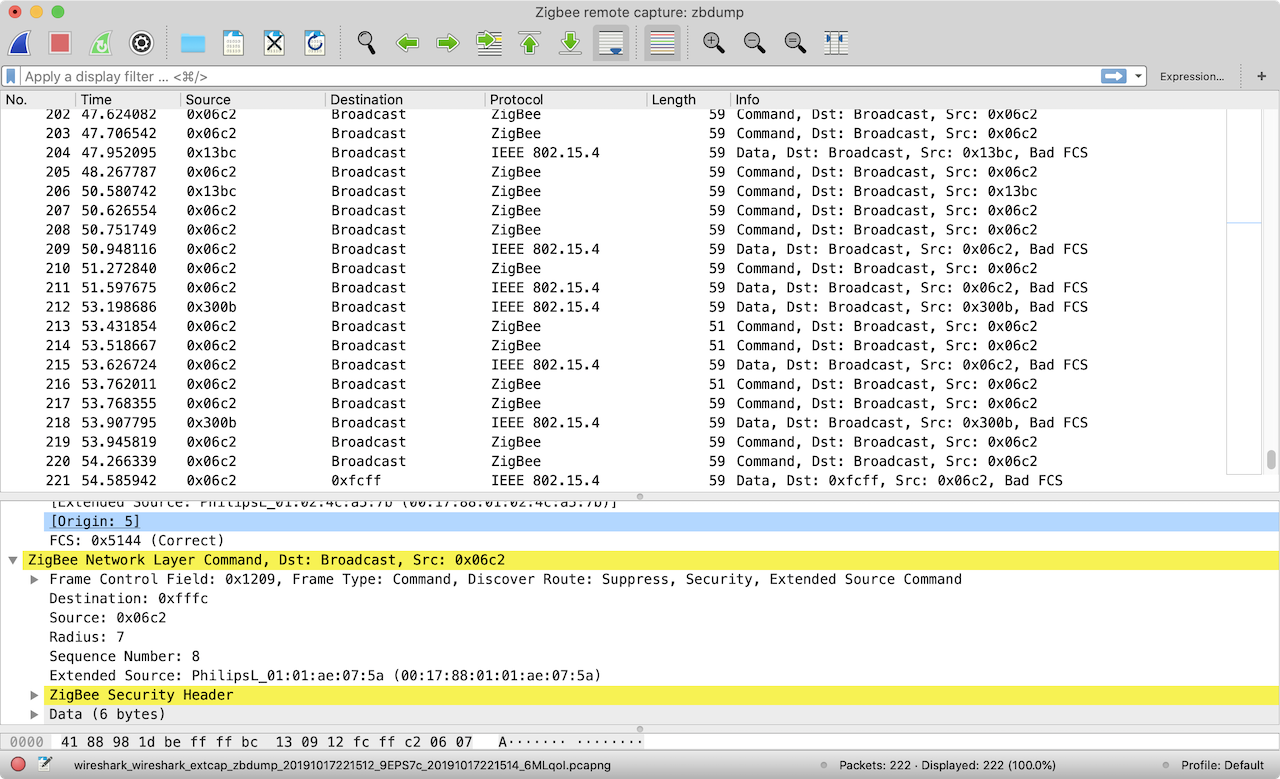 Zigbee remote capture: zbdump
Apply a display filter ... <⌘/>
Expression...
+
No. Time Source Destination Protocol Length Info
202 47.624082 0x06c2 Broadcast ZigBee 59 Command, Dst: Broadcast, Src: 0x06c2
203 47.706542 0x06c2 Broadcast ZigBee 59 Command, Dst: Broadcast, Src: 0x06c2
204 47.952095 0x13bc Broadcast IEEE 802.15.4 59 Data, Dst: Broadcast, Src: 0x13bc, Bad FCS
205 48.267787 0x06c2 Broadcast ZigBee 59 Command, Dst: Broadcast, Src: 0x06c2
206 50.580742 0x13bc Broadcast ZigBee 59 Command, Dst: Broadcast, Src: 0x13bc
207 50.626554 0x06c2 Broadcast ZigBee 59 Command, Dst: Broadcast, Src: 0x06c2
208 50.751749 0x06c2 Broadcast ZigBee 59 Command, Dst: Broadcast, Src: 0x06c2
209 50.948116 0x06c2 Broadcast IEEE 802.15.4 59 Data, Dst: Broadcast, Src: 0x06c2, Bad FCS
210 51.272840 0x06c2 Broadcast ZigBee 59 Command, Dst: Broadcast, Src: 0x06c2
211 51.597675 0x06c2 Broadcast IEEE 802.15.4 59 Data, Dst: Broadcast, Src: 0x06c2, Bad FCS
212 53.198686 0x300b Broadcast IEEE 802.15.4 59 Data, Dst: Broadcast, Src: 0x300b, Bad FCS
213 53.431854 0x06c2 Broadcast ZigBee 51 Command, Dst: Broadcast, Src: 0x06c2
214 53.518667 0x06c2 Broadcast ZigBee 51 Command, Dst: Broadcast, Src: 0x06c2
215 53.626724 0x06c2 Broadcast IEEE 802.15.4 59 Data, Dst: Broadcast, Src: 0x06c2, Bad FCS
216 53.762011 0x06c2 Broadcast ZigBee 51 Command, Dst: Broadcast, Src: 0x06c2
217 53.768355 0x06c2 Broadcast ZigBee 59 Command, Dst: Broadcast, Src: 0x06c2
218 53.907795 0x300b Broadcast IEEE 802.15.4 59 Data, Dst: Broadcast, Src: 0x300b, Bad FCS
219 53.945819 0x06c2 Broadcast ZigBee 59 Command, Dst: Broadcast, Src: 0x06c2
220 54.266339 0x06c2 Broadcast ZigBee 59 Command, Dst: Broadcast, Src: 0x06c2
221 54.585942 0x06c2 0xfcff IEEE 802.15.4 59 Data, Dst: 0xfcff, Src: 0x06c2, Bad FCS
[Extended Source: PhilipsL_01:02:4c:a5:7b (00:17:88:01:02:4c:a5:7b)]
[Origin: 5]
FCS: 0x5144 (Correct)
ZigBee Network Layer Command, Dst: Broadcast, Src: 0x06c2
Frame Control Field: 0x1209, Frame Type: Command, Discover Route: Suppress, Security, Extended Source Command
Destination: 0xfffc
Source: 0x06c2
Radius: 7
Sequence Number: 8
Extended Source: PhilipsL_01:01:ae:07:5a (00:17:88:01:01:ae:07:5a)
ZigBee Security Header
Data (6 bytes)
0000 41 88 98 1d be ff ff bc 13 09 12 fc ff c2 06 07 A······· ········
wireshark_wireshark_extcap_zbdump_20191017221512_9EPS7c_20191017221514_6MLqoI.pcapng
Packets: 222 · Displayed: 222 (100.0%)
Profile: Default